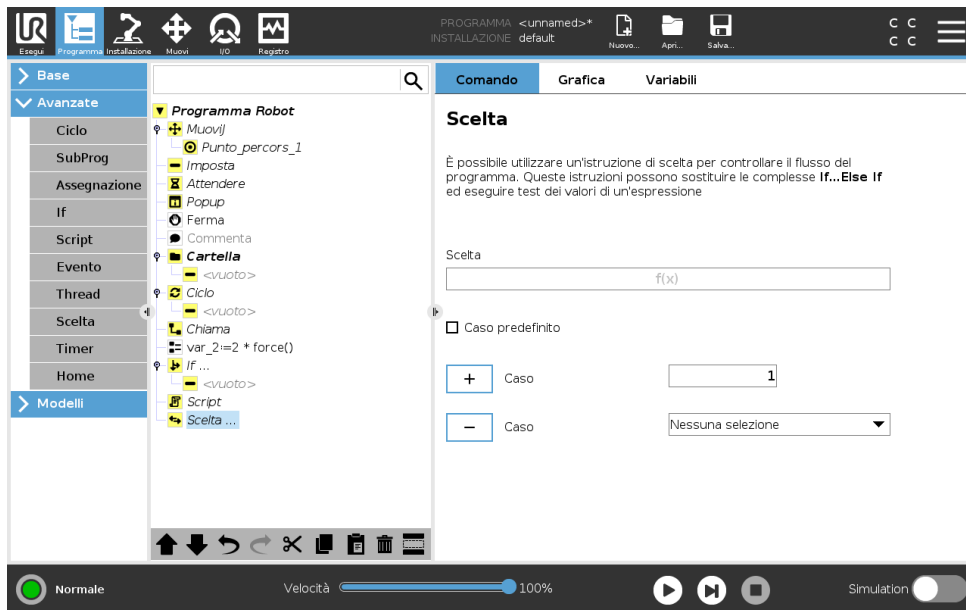 PROGRAMMA <unnamed>*
INSTALLAZIONE default
Esegui
Programma
Installazione
Muovi
I/O
Registro
Nuovo...
Apri...
Salva...
C C
C C
Base
Avanzate
Ciclo
SubProg
Assegnazione
If
Script
Evento
Thread
Scelta
Timer
Home
Modelli
Programma Robot
MuoviJ
Punto_percors_1
Imposta
Attendere
Popup
Ferma
Commenta
Cartella
<vuoto>
Ciclo
<vuoto>
Chiama
var_2:=2 * force()
If ...
<vuoto>
Script
Scelta ...
Comando
Grafica
Variabili
Scelta
È possibile utilizzare un'istruzione di scelta per controllare il flusso del
programma. Queste istruzioni possono sostituire le complesse If...Else If
ed eseguire test dei valori di un'espressione
Scelta
f(x)
Caso predefinito
+ Caso 1
− Caso Nessuna selezione
Normale
Velocità 100%
Simulation